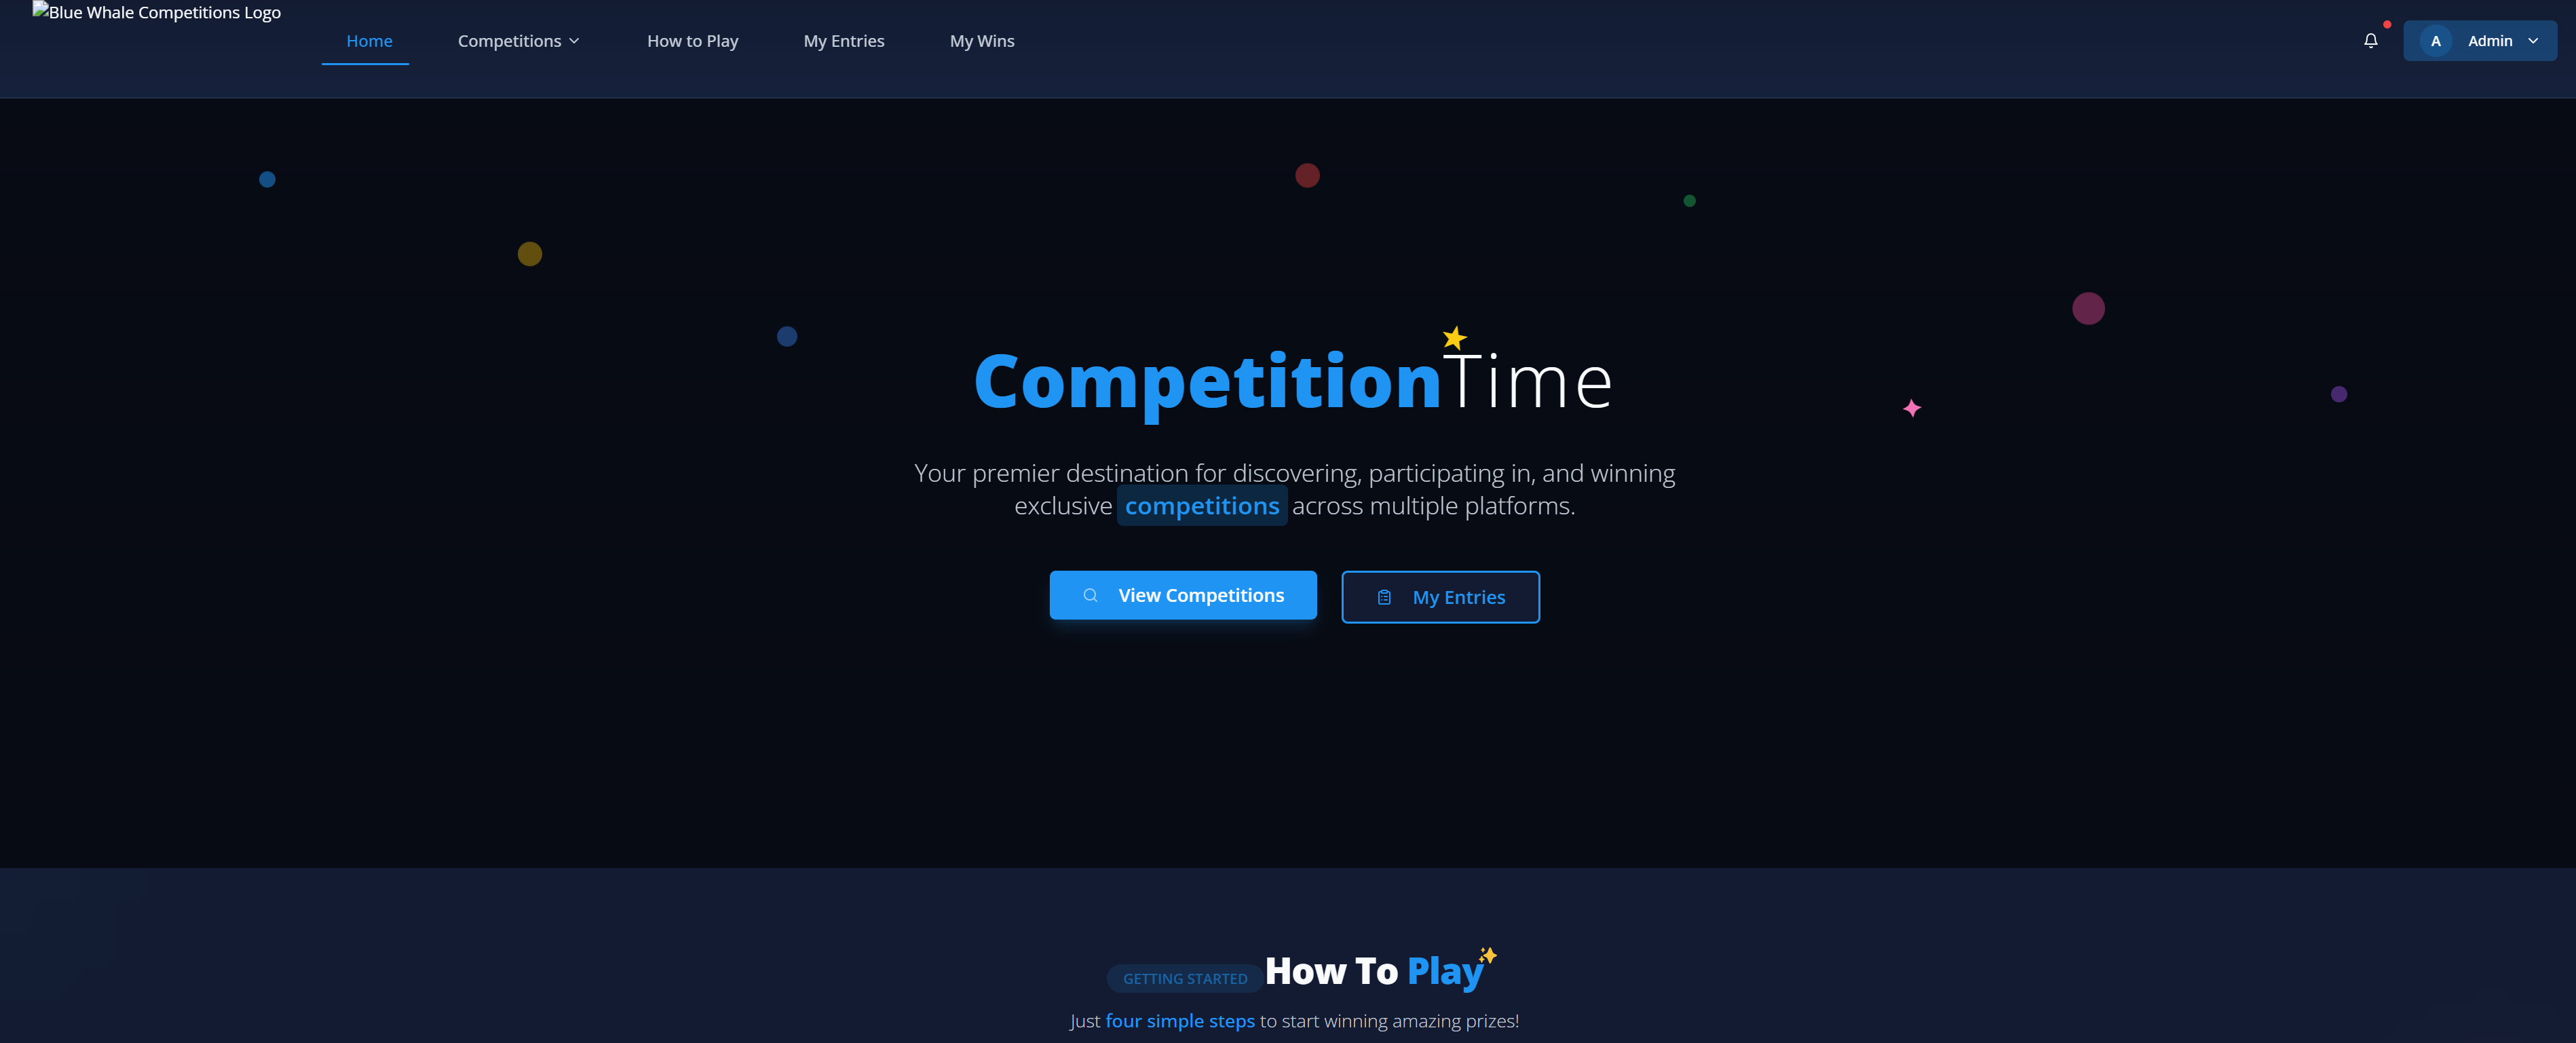 Blue Whale Competitions Logo
Home
Competitions
How to Play
My Entries
My Wins
A
Admin
CompetitionTime
Your premier destination for discovering, participating in, and winning
exclusive competitions across multiple platforms.
View Competitions
My Entries
GETTING STARTED
How To Play
Just four simple steps to start winning amazing prizes!